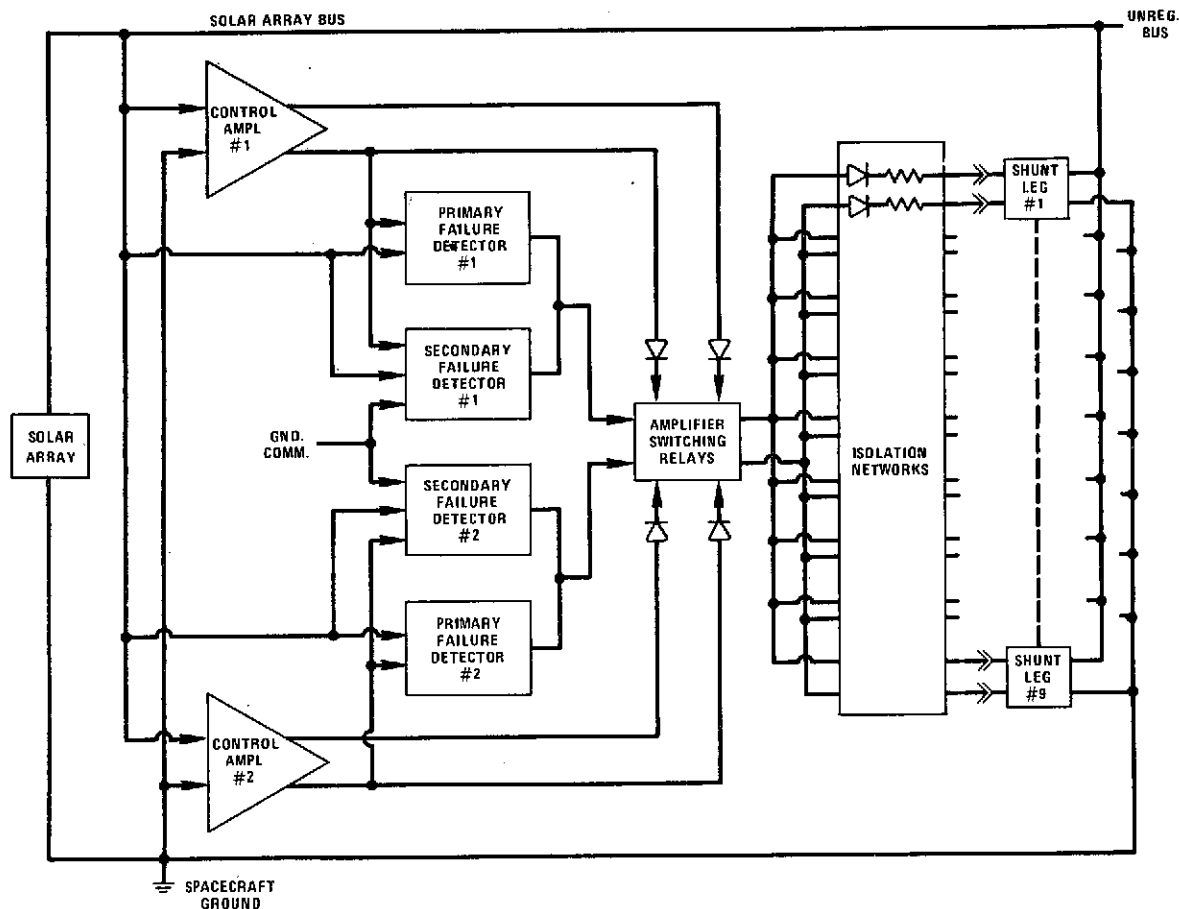 SOLAR ARRAY BUS
UNREG.
BUS
CONTROL
AMPL
#1
PRIMARY
FAILURE
DETECTOR
#1
SECONDARY
FAILURE
DETECTOR
#1
GND.
COMM.
SECONDARY
FAILURE
DETECTOR
#2
PRIMARY
FAILURE
DETECTOR
#2
CONTROL
AMPL
#2
SOLAR
ARRAY
AMPLIFIER
SWITCHING
RELAYS
ISOLATION
NETWORKS
SHUNT
LEG
#1
SHUNT
LEG
#9
SPACECRAFT
GROUND